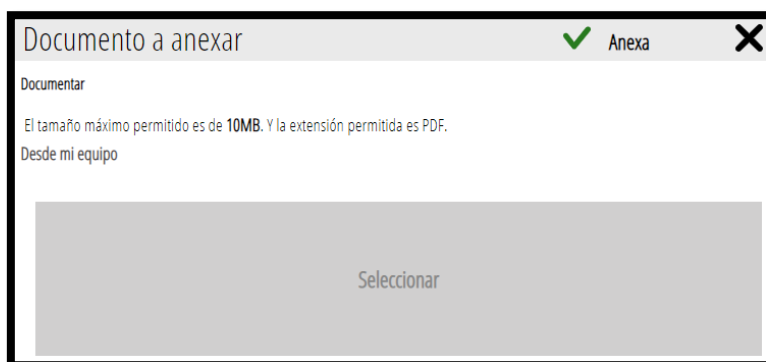 Documento a anexar
Anexa
Documentar
El tamaño máximo permitido es de 10MB. Y la extensión permitida es PDF.
Desde mi equipo
Seleccionar